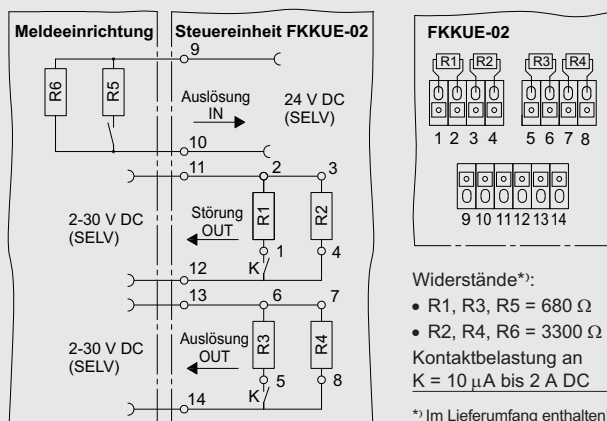 Meldeeinrichtung
Steuereinheit FKKUE-02
9
R6
R5
Auslösung
IN
24 V DC
(SELV)
10
11
2
3
2-30 V DC
(SELV)
Störung
OUT
R1
R2
1
4
K
12
13
6
7
2-30 V DC
(SELV)
Auslösung
OUT
R3
R4
5
8
K
14
FKKUE-02
R1 R2 R3 R4
1 2 3 4 5 6 7 8
9 10 11 12 13 14
Widerstände*⁾:
• R1, R3, R5 = 680 Ω
• R2, R4, R6 = 3300 Ω
Kontaktbelastung an
K = 10 μA bis 2 A DC
*⁾ Im Lieferumfang enthalten